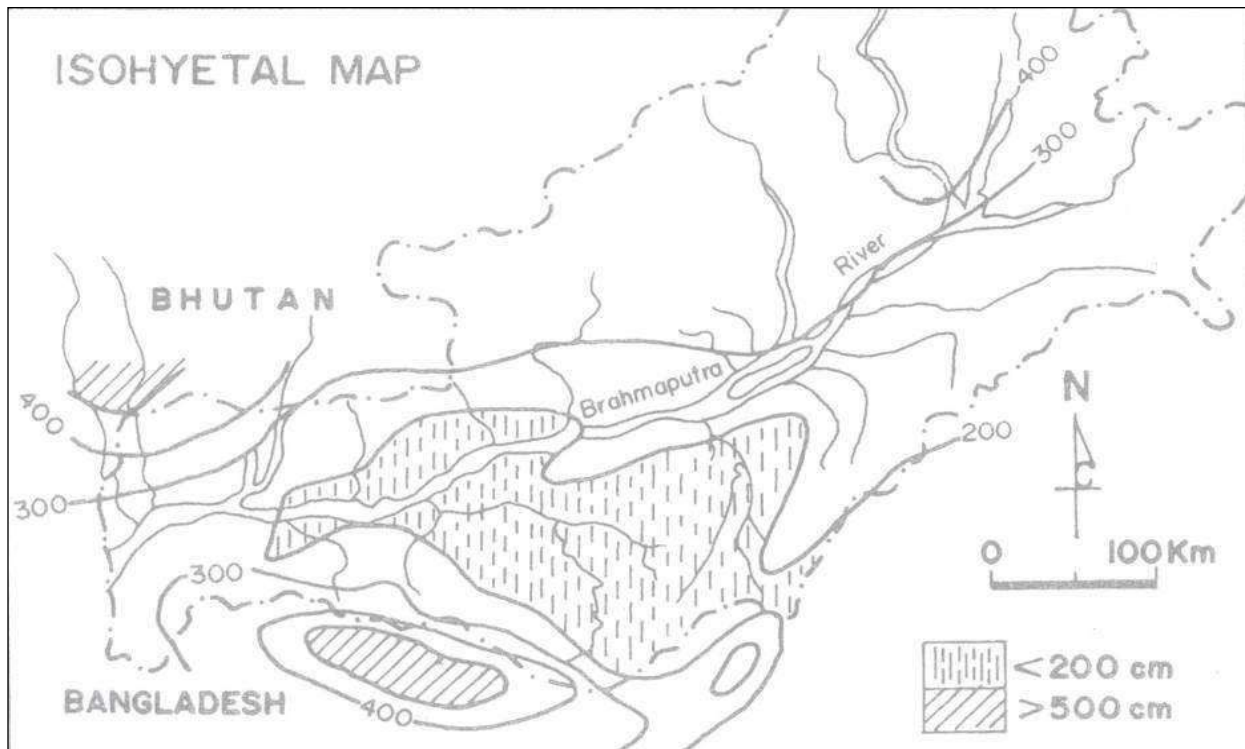 ISOHYETAL MAP
400
300
River
BHUTAN
Brahmaputra
400
N
200
300
0 100Km
300
<200 cm
>500 cm
BANGLADESH
400